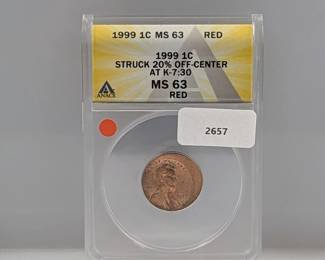 1999 1C MS 63 RED
1999 1C
STRUCK 20% OFF-CENTER
AT K-7:30
MS 63
RED
ANACS
2657